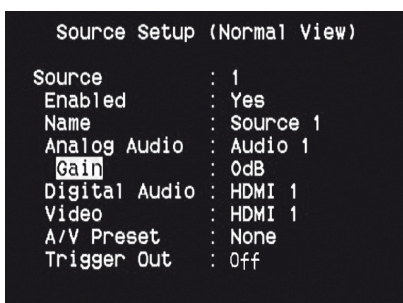 Source Setup (Normal View)
Source : 1
Enabled : Yes
Name : Source 1
Analog Audio : Audio 1
Gain : 0dB
Digital Audio : HDMI 1
Video : HDMI 1
A/V Preset : None
Trigger Out : Off